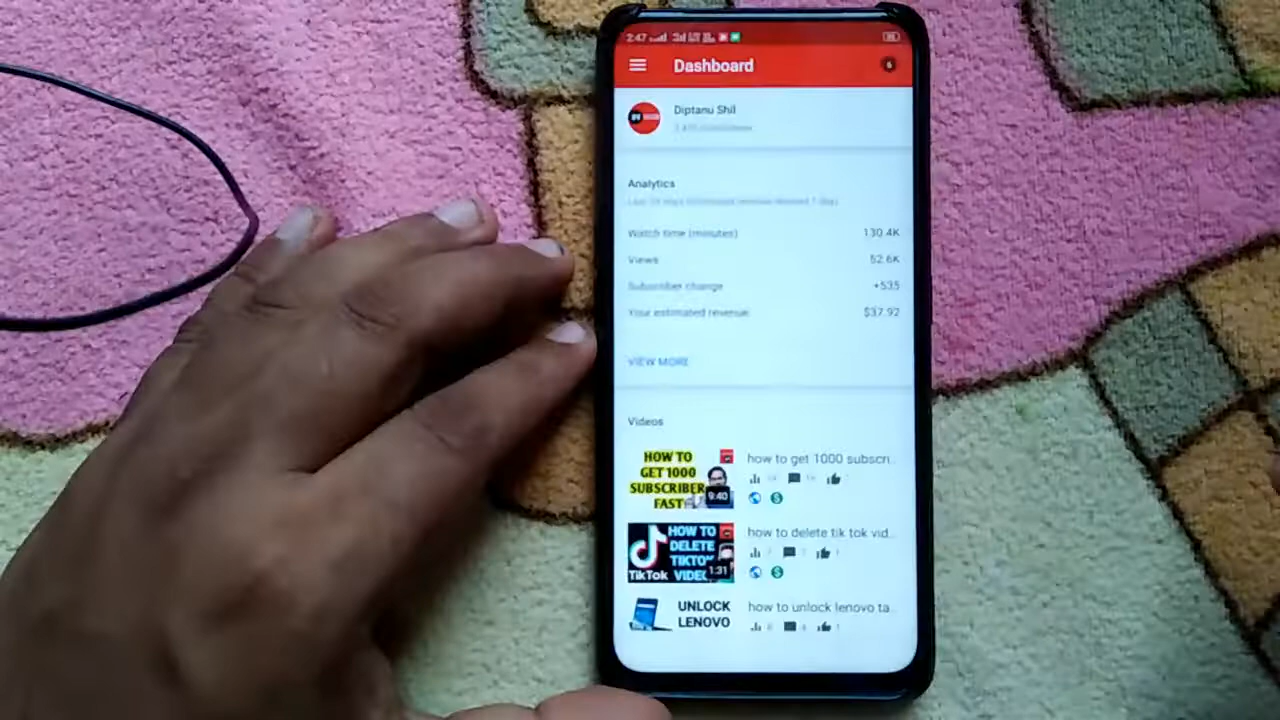 2:47
Dashboard
6
Diptanu Shil
Analytics
Watch time (minutes) 130.4K
Views 52.6K
Subscriber change +535
Your estimated revenue $37.92
VIEW MORE
Videos
HOW TO
GET 1000
SUBSCRIBER
FAST
9:40
how to get 1000 subscri...
HOW TO
DELETE
TIKTO
VIDEO
TikTok
1:31
how to delete tik tok vid...
UNLOCK
LENOVO
how to unlock lenovo ta...